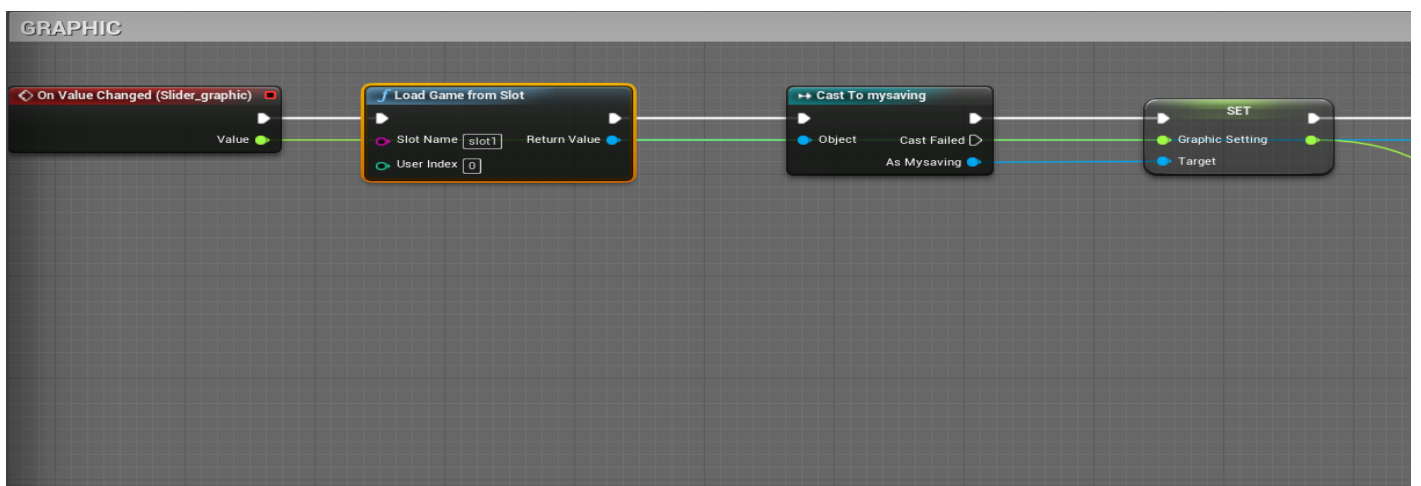 GRAPHIC
On Value Changed (Slider_graphic)
Value
Load Game from Slot
Slot Name slot1 Return Value
User Index 0
Cast To mysaving
Object Cast Failed
As Mysaving
SET
Graphic Setting
Target